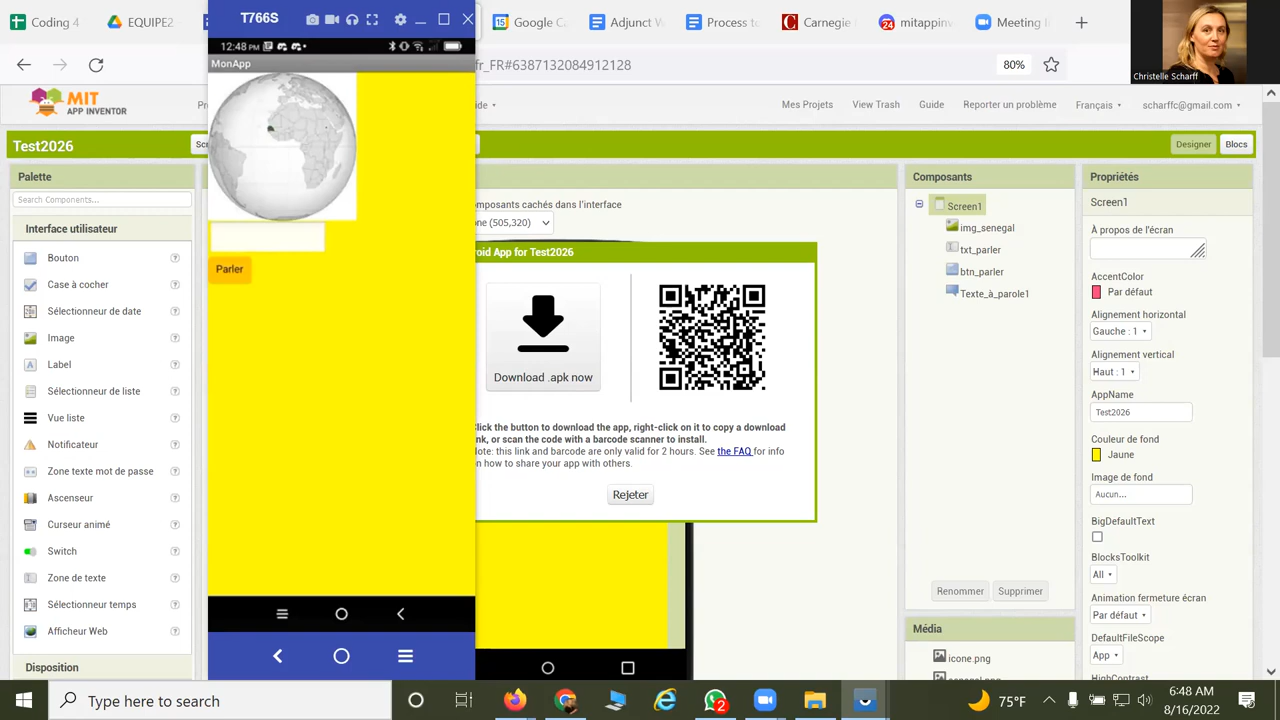 Coding 4
EQUIPE2
T766S
Google C
Adjunct W
Process to
Carnegie
24
mitappin
Meeting I
12:48 PM
fr_FR#6387132084912128
80%
Christelle Scharff
MonApp
MIT
APP INVENTOR
Mes Projets
View Trash
Guide
Reporter un problème
Français
scharffc@gmail.com
Test2026
Designer
Blocs
Palette
Search Components...
Interface utilisateur
Bouton
Case à cocher
Sélectionneur de date
Image
Label
Sélectionneur de liste
Vue liste
Notificateur
Zone texte mot de passe
Ascenseur
Curseur animé
Switch
Zone de texte
Sélectionneur temps
Afficheur Web
Disposition
Parler
omposants cachés dans l'interface
one (505,320)
roid App for Test2026
Download .apk now
lick the button to download the app, right-click on it to copy a download
nk, or scan the code with a barcode scanner to install.
ote: this link and barcode are only valid for 2 hours. See the FAQ for info
n how to share your app with others.
Rejeter
Composants
Screen1
img_senegal
txt_parler
btn_parler
Texte_à_parole1
Renommer
Supprimer
Média
icone.png
Propriétés
Screen1
À propos de l'écran
AccentColor
Par défaut
Alignement horizontal
Gauche : 1
Alignement vertical
Haut : 1
AppName
Test2026
Couleur de fond
Jaune
Image de fond
Aucun...
BigDefaultText
BlocksToolkit
All
Animation fermeture écran
Par défaut
DefaultFileScope
App
Type here to search
2
75°F
6:48 AM
8/16/2022